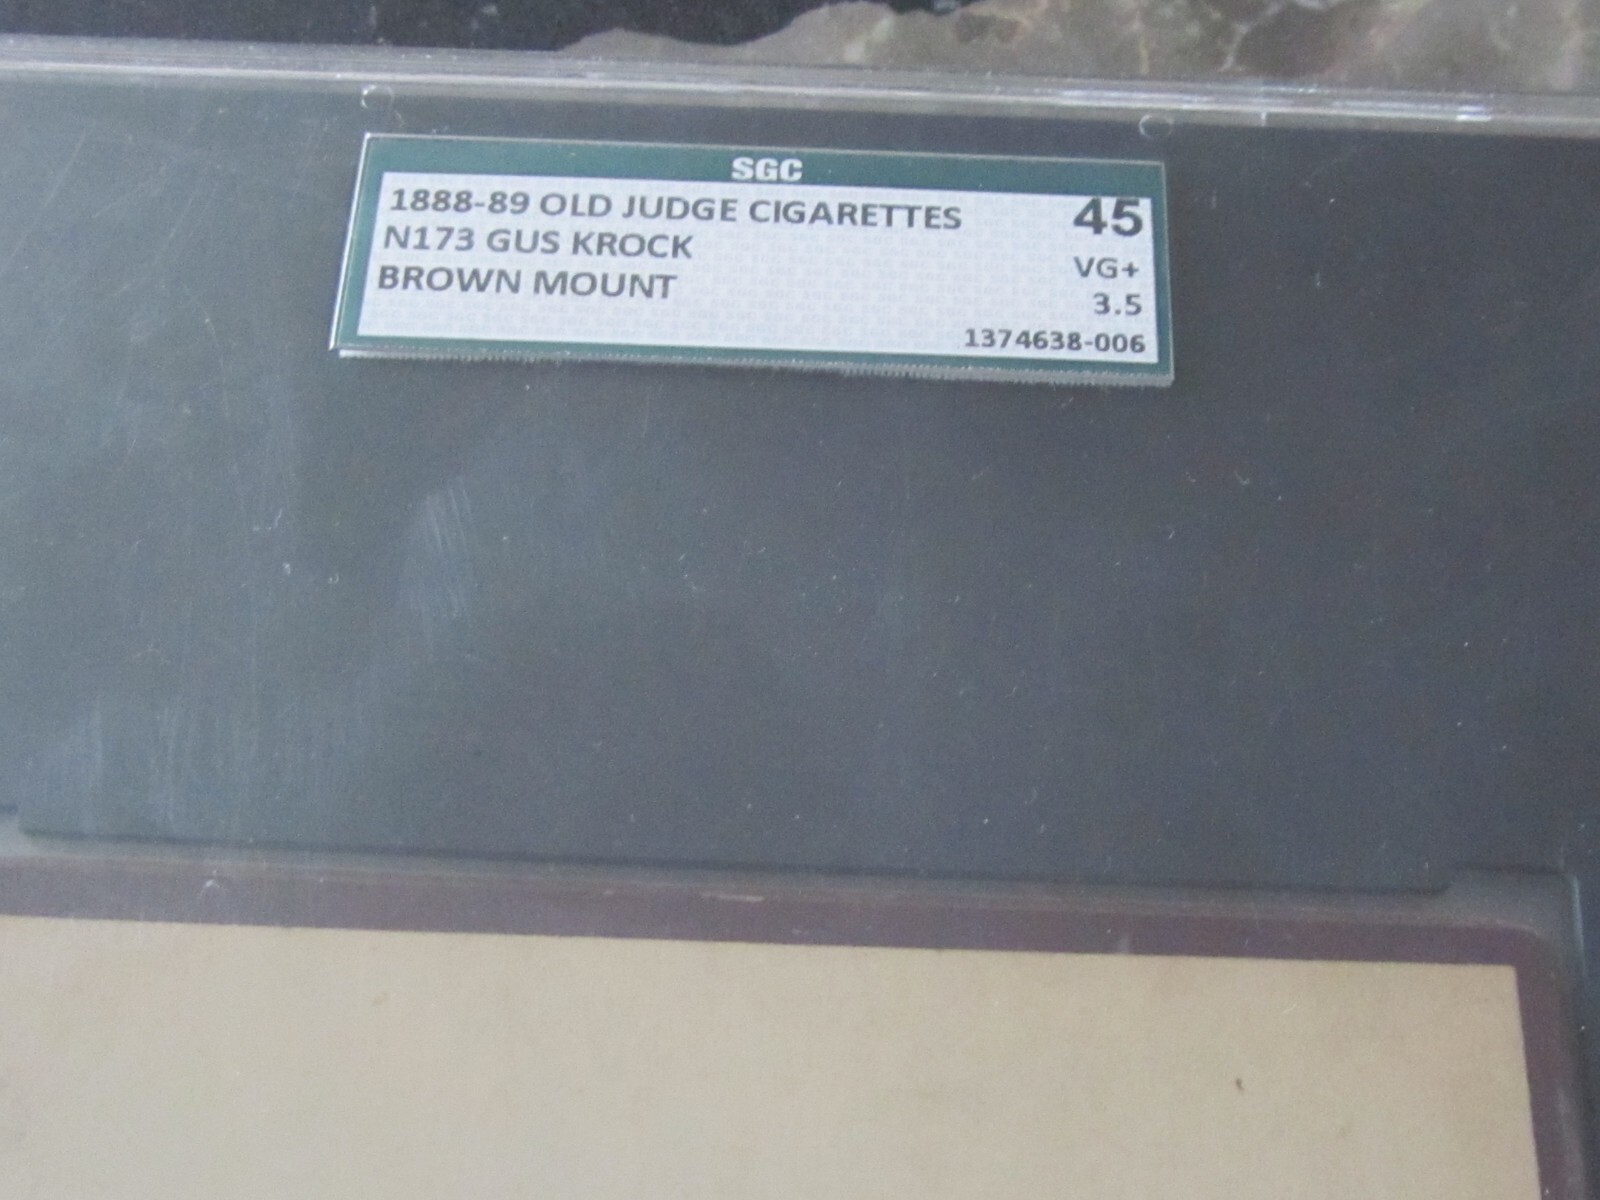 SGC
1888-89 OLD JUDGE CIGARETTES 45
N173 GUS KROCK VG+
BROWN MOUNT 3.5
1374638-006